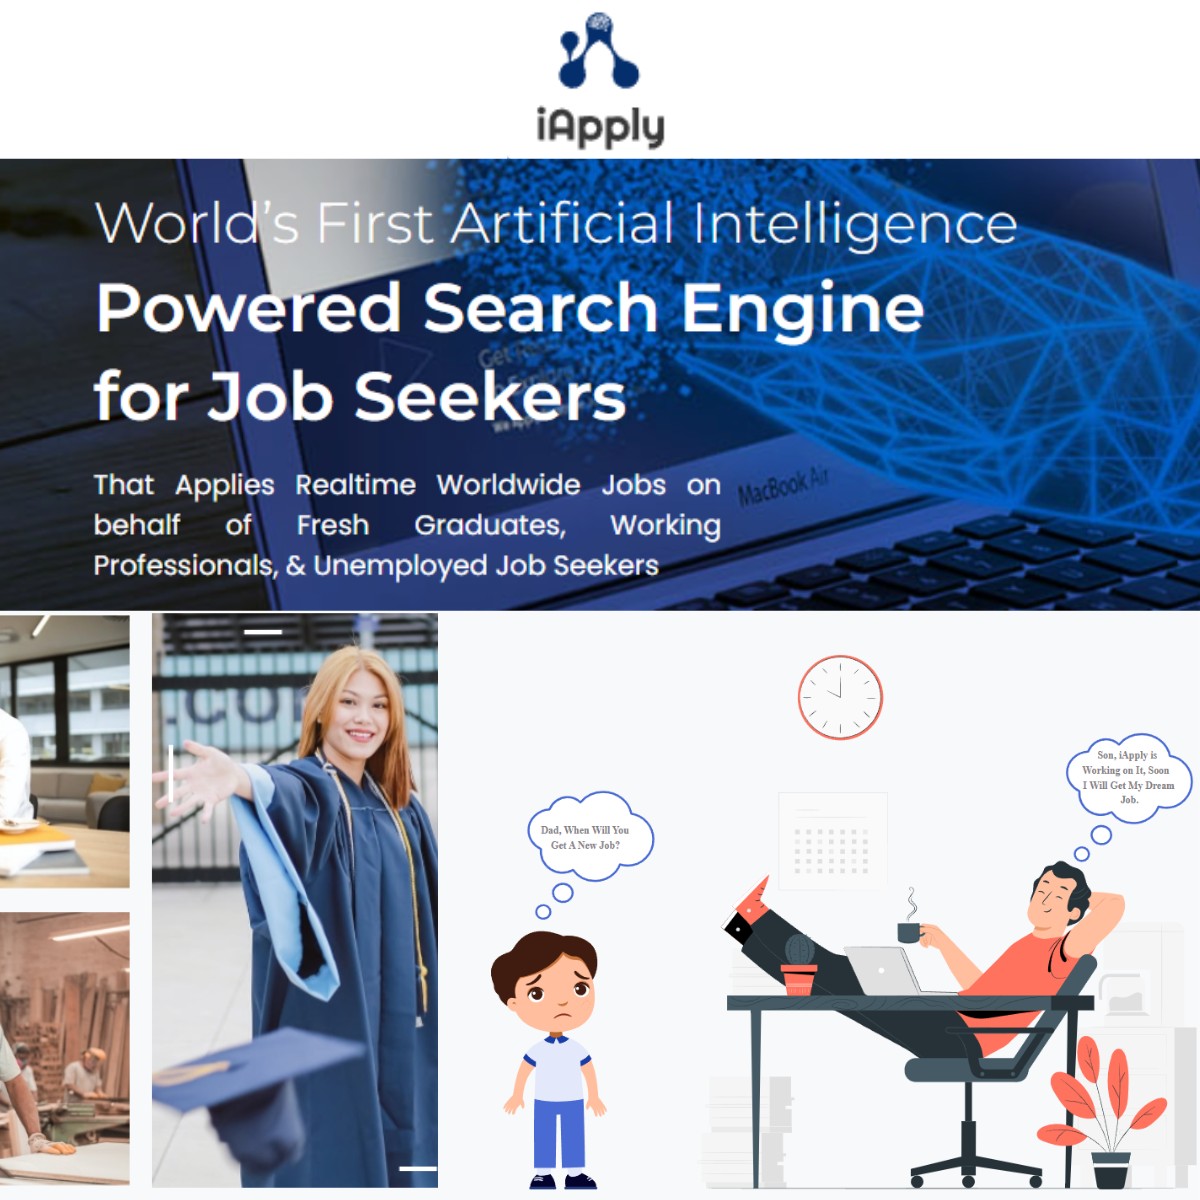 iApply
World's First Artificial Intelligence
Powered Search Engine
for Job Seekers
That Applies Realtime Worldwide Jobs on
behalf of Fresh Graduates, Working
Professionals, & Unemployed Job Seekers
MacBook Air
.CO
Dad, When Will You
Get A New Job?
Son, iApply is
Working on It, Soon
I Will Get My Dream
Job.